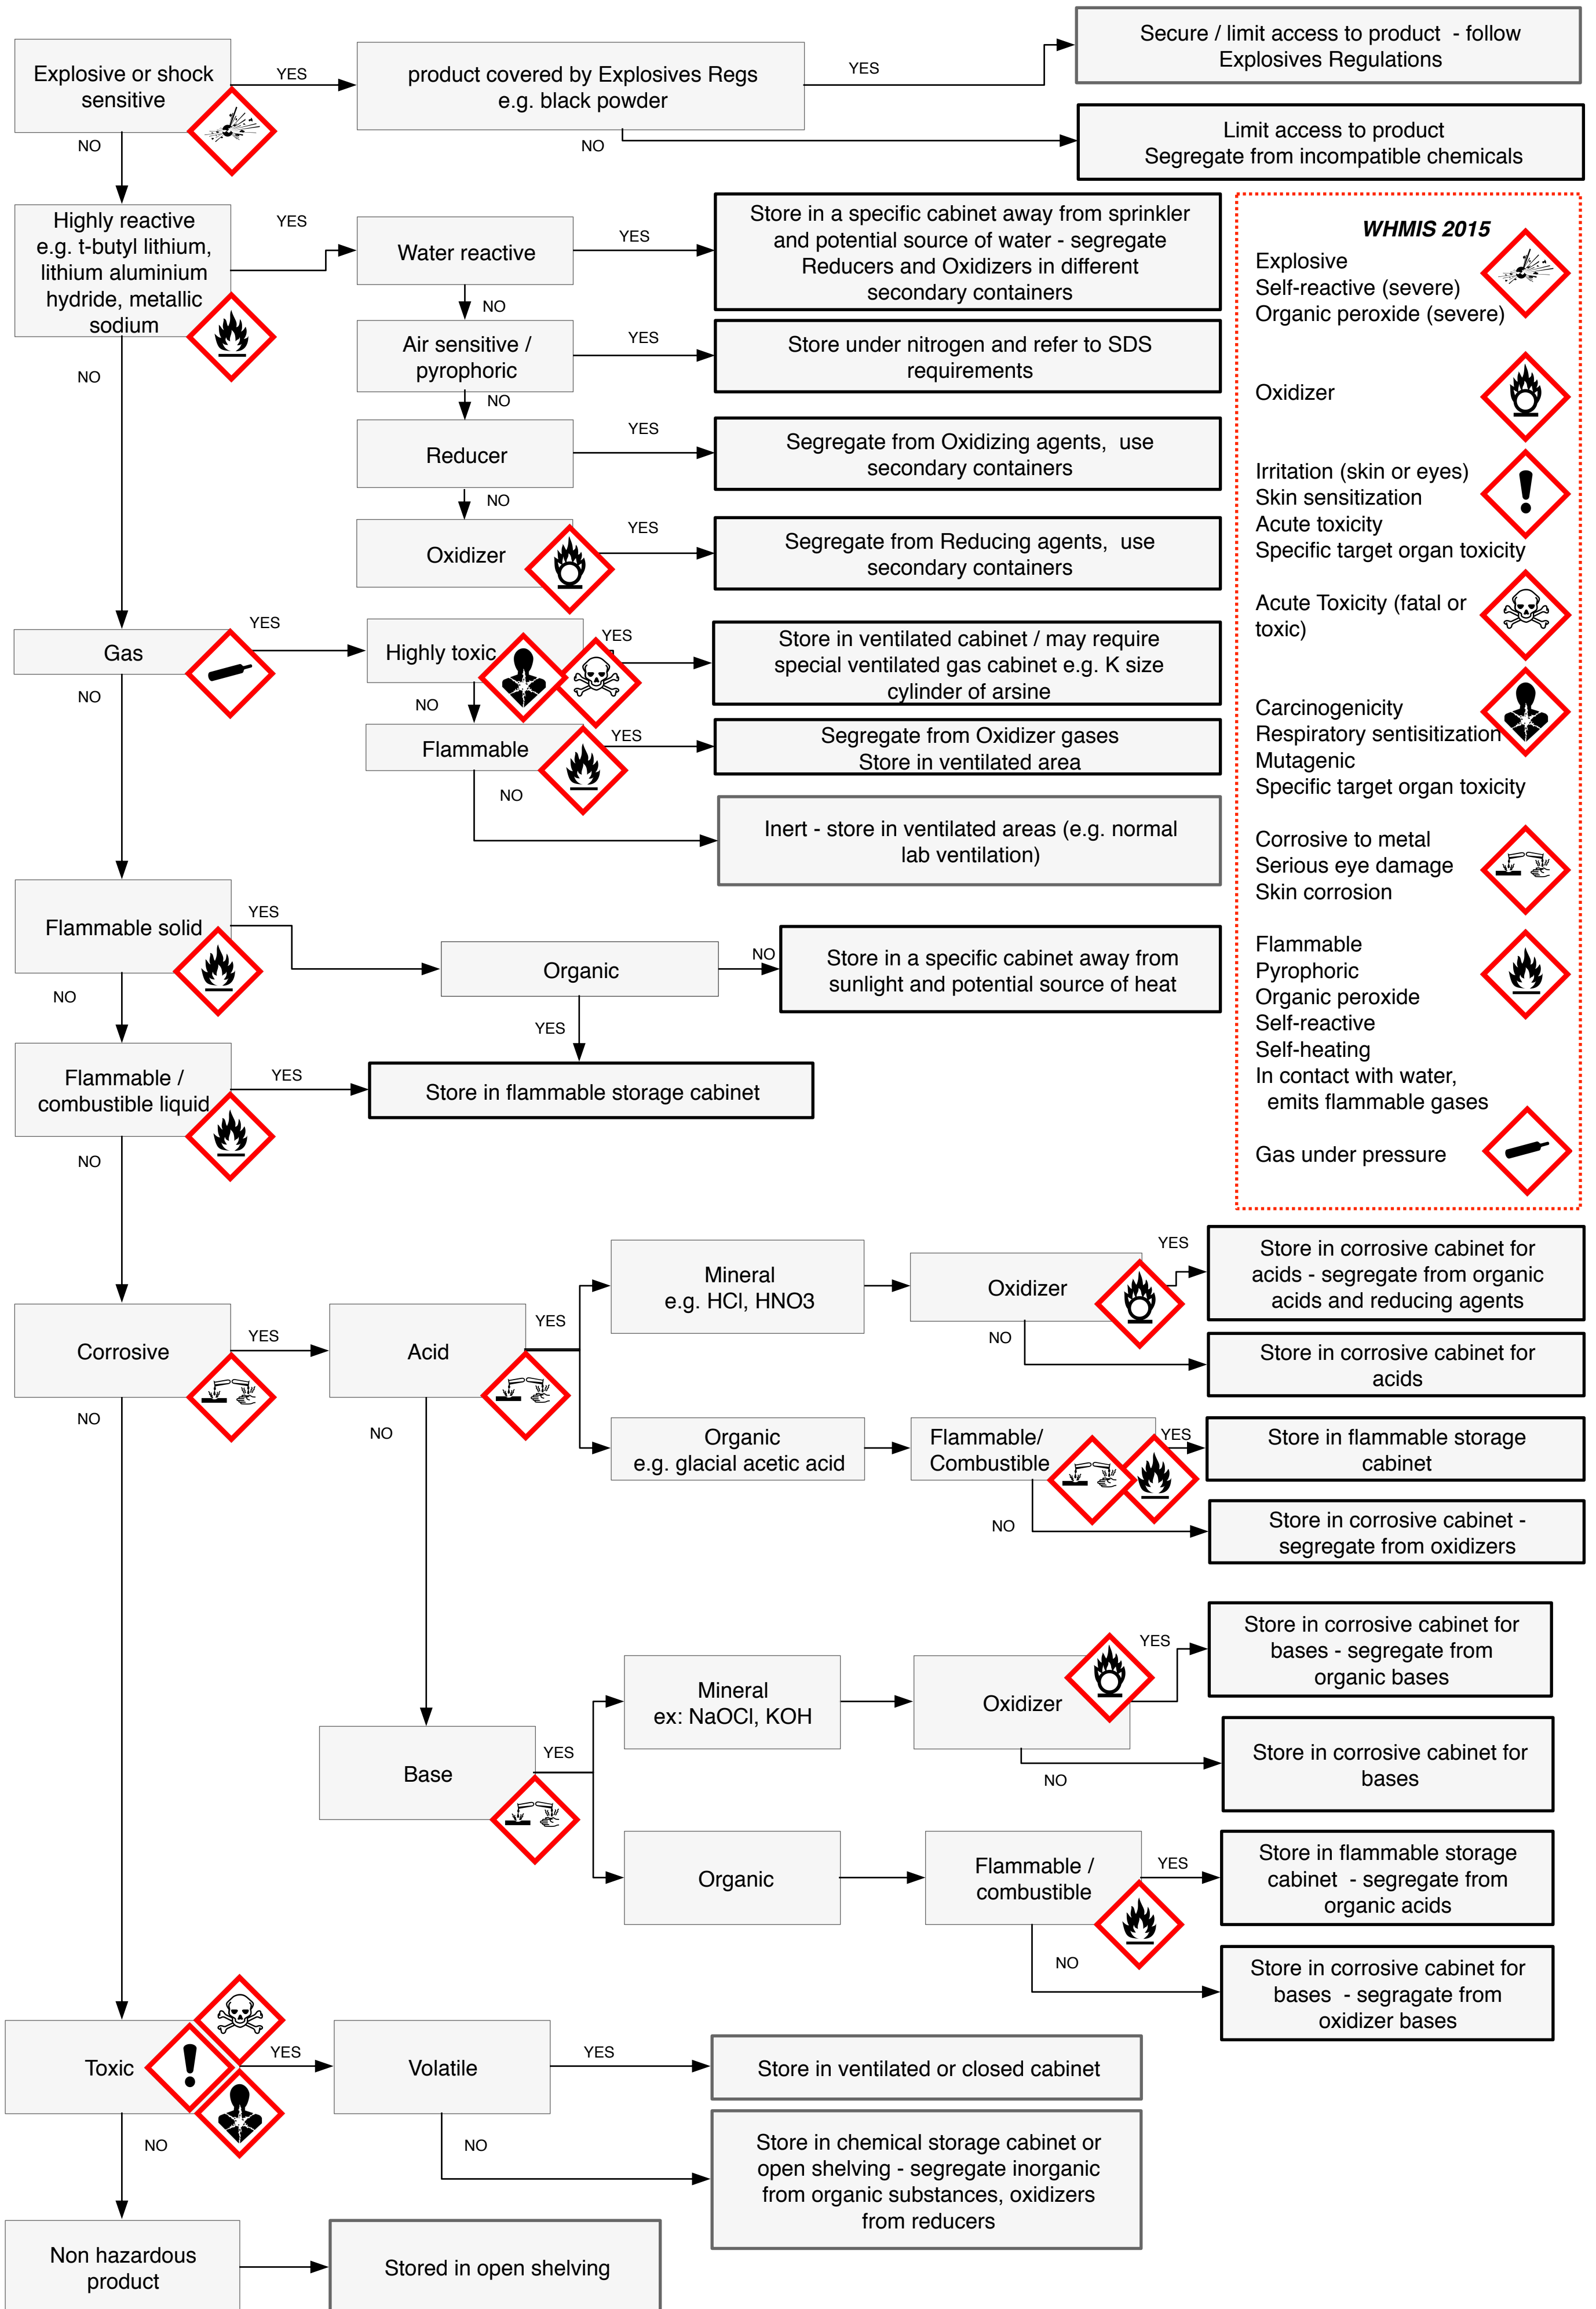 Explosive or shock
sensitive
YES
product covered by Explosives Regs
e.g. black powder
YES
Secure / limit access to product - follow
Explosives Regulations
NO
NO
Limit access to product
Segregate from incompatible chemicals
Highly reactive
e.g. t-butyl lithium,
lithium aluminium
hydride, metallic
sodium
YES
Water reactive
YES
Store in a specific cabinet away from sprinkler
and potential source of water - segregate
Reducers and Oxidizers in different
secondary containers
NO
NO
Air sensitive /
pyrophoric
YES
Store under nitrogen and refer to SDS
requirements
NO
Reducer
YES
Segregate from Oxidizing agents, use
secondary containers
NO
Oxidizer
YES
Segregate from Reducing agents, use
secondary containers
Gas
YES
Highly toxic
YES
Store in ventilated cabinet / may require
special ventilated gas cabinet e.g. K size
cylinder of arsine
NO
NO
Flammable
YES
Segregate from Oxidizer gases
Store in ventilated area
NO
Inert - store in ventilated areas (e.g. normal
lab ventilation)
Flammable solid
YES
Organic
NO
Store in a specific cabinet away from
sunlight and potential source of heat
NO
YES
Flammable /
combustible liquid
YES
Store in flammable storage cabinet
NO
WHMIS 2015
Explosive
Self-reactive (severe)
Organic peroxide (severe)
Oxidizer
Irritation (skin or eyes)
Skin sensitization
Acute toxicity
Specific target organ toxicity
Acute Toxicity (fatal or
toxic)
Carcinogenicity
Respiratory sentisitization
Mutagenic
Specific target organ toxicity
Corrosive to metal
Serious eye damage
Skin corrosion
Flammable
Pyrophoric
Organic peroxide
Self-reactive
Self-heating
In contact with water,
emits flammable gases
Gas under pressure
Corrosive
YES
Acid
YES
Mineral
e.g. HCl, HNO3
Oxidizer
YES
Store in corrosive cabinet for
acids - segregate from organic
acids and reducing agents
NO
Store in corrosive cabinet for
acids
NO
NO
Organic
e.g. glacial acetic acid
Flammable/
Combustible
YES
Store in flammable storage
cabinet
NO
Store in corrosive cabinet -
segregate from oxidizers
Base
YES
Mineral
ex: NaOCl, KOH
Oxidizer
YES
Store in corrosive cabinet for
bases - segregate from
organic bases
NO
Store in corrosive cabinet for
bases
Organic
Flammable /
combustible
YES
Store in flammable storage
cabinet - segregate from
organic acids
NO
Store in corrosive cabinet for
bases - segragate from
oxidizer bases
Toxic
YES
Volatile
YES
Store in ventilated or closed cabinet
NO
NO
Store in chemical storage cabinet or
open shelving - segregate inorganic
from organic substances, oxidizers
from reducers
Non hazardous
product
Stored in open shelving